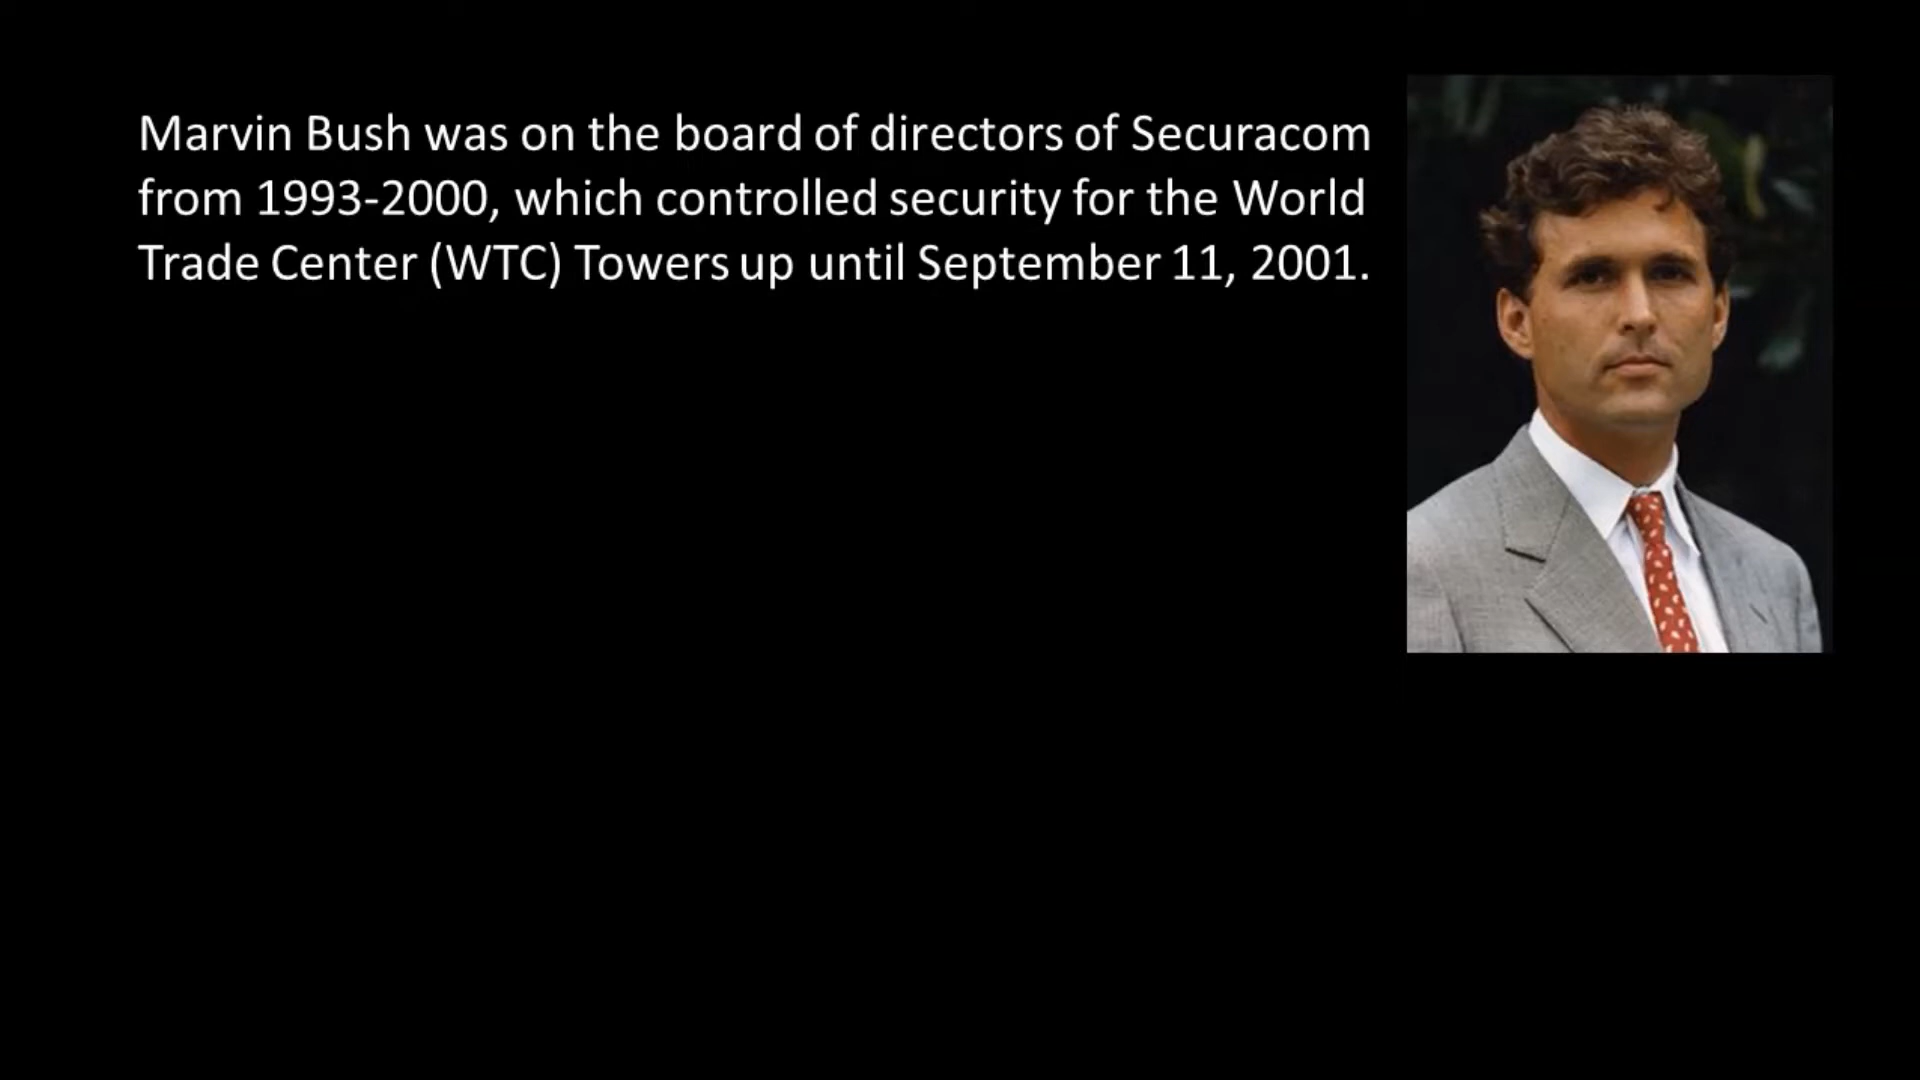 Marvin Bush was on the board of directors of Securacom
from 1993-2000, which controlled security for the World
Trade Center (WTC) Towers up until September 11, 2001.